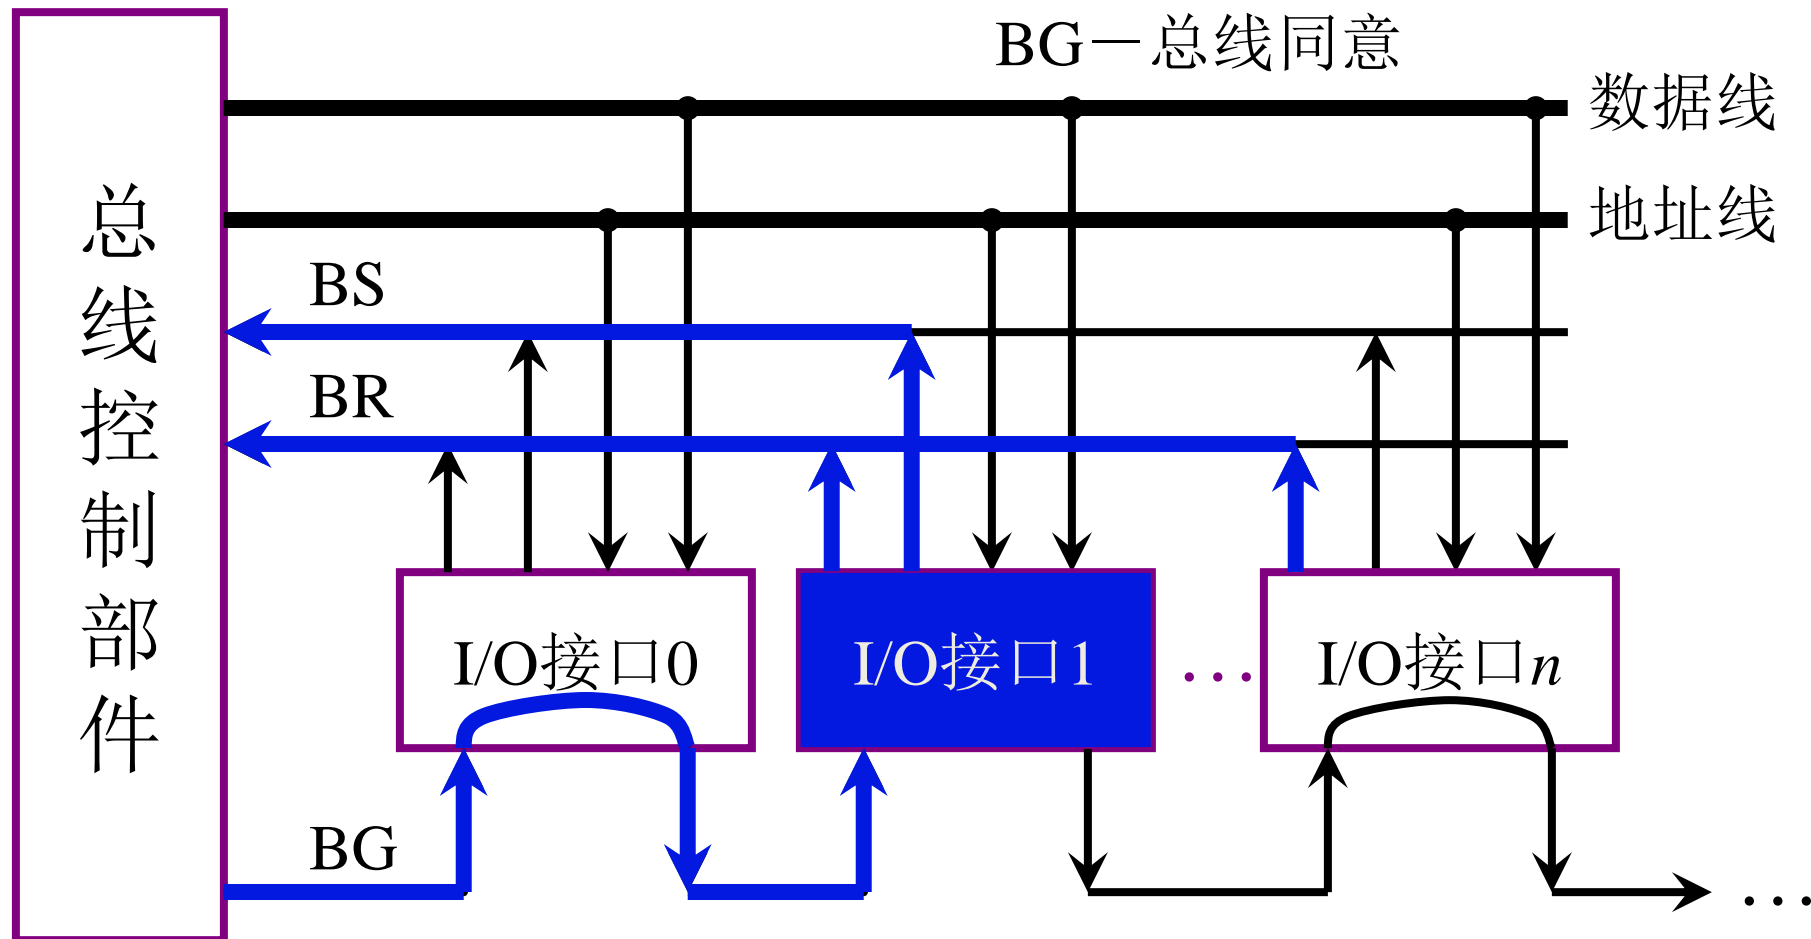 BG－总线同意
数据线
地址线
总线控制部件
BS
BR
I/O接口0
I/O接口1
…
I/O接口n
BG
…